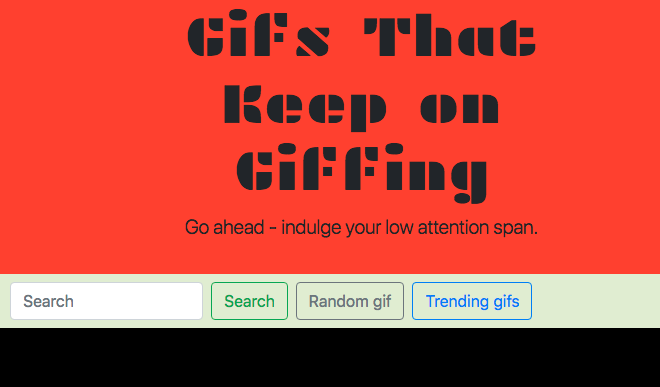 Gifs That
Keep on
Giffing
Go ahead - indulge your low attention span.
Search Search Random gif Trending gifs